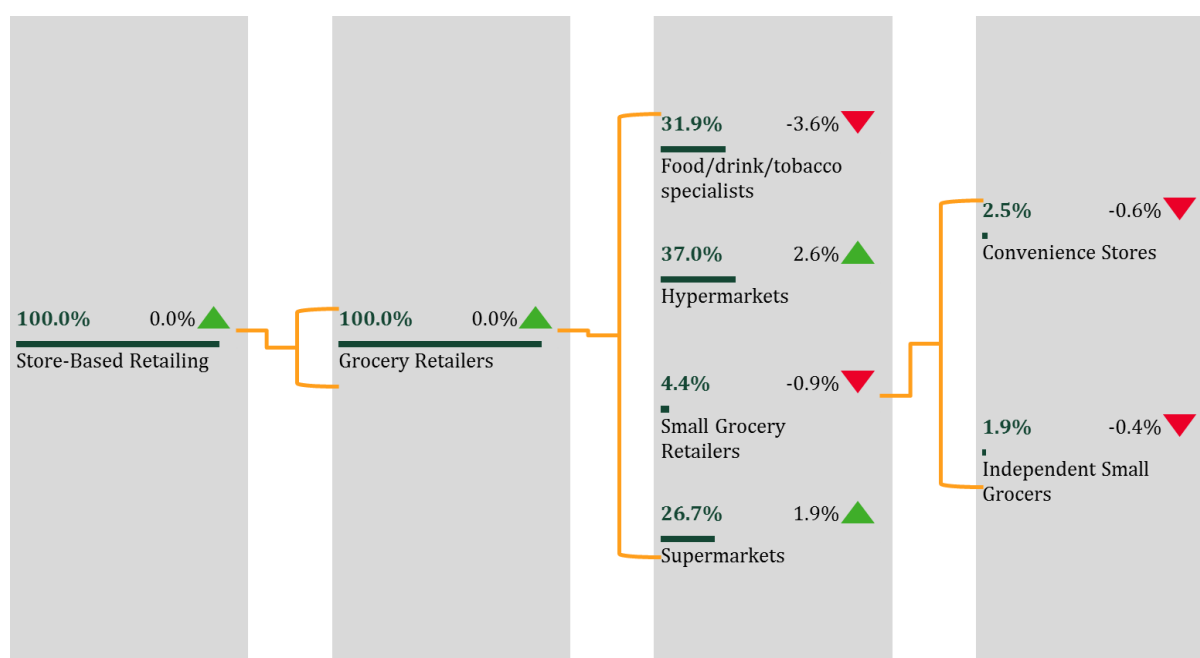 100.0% 0.0%
Store-Based Retailing
100.0% 0.0%
Grocery Retailers
31.9% -3.6%
Food/drink/tobacco
specialists
37.0% 2.6%
Hypermarkets
4.4% -0.9%
Small Grocery
Retailers
26.7% 1.9%
Supermarkets
2.5% -0.6%
Convenience Stores
1.9% -0.4%
Independent Small
Grocers